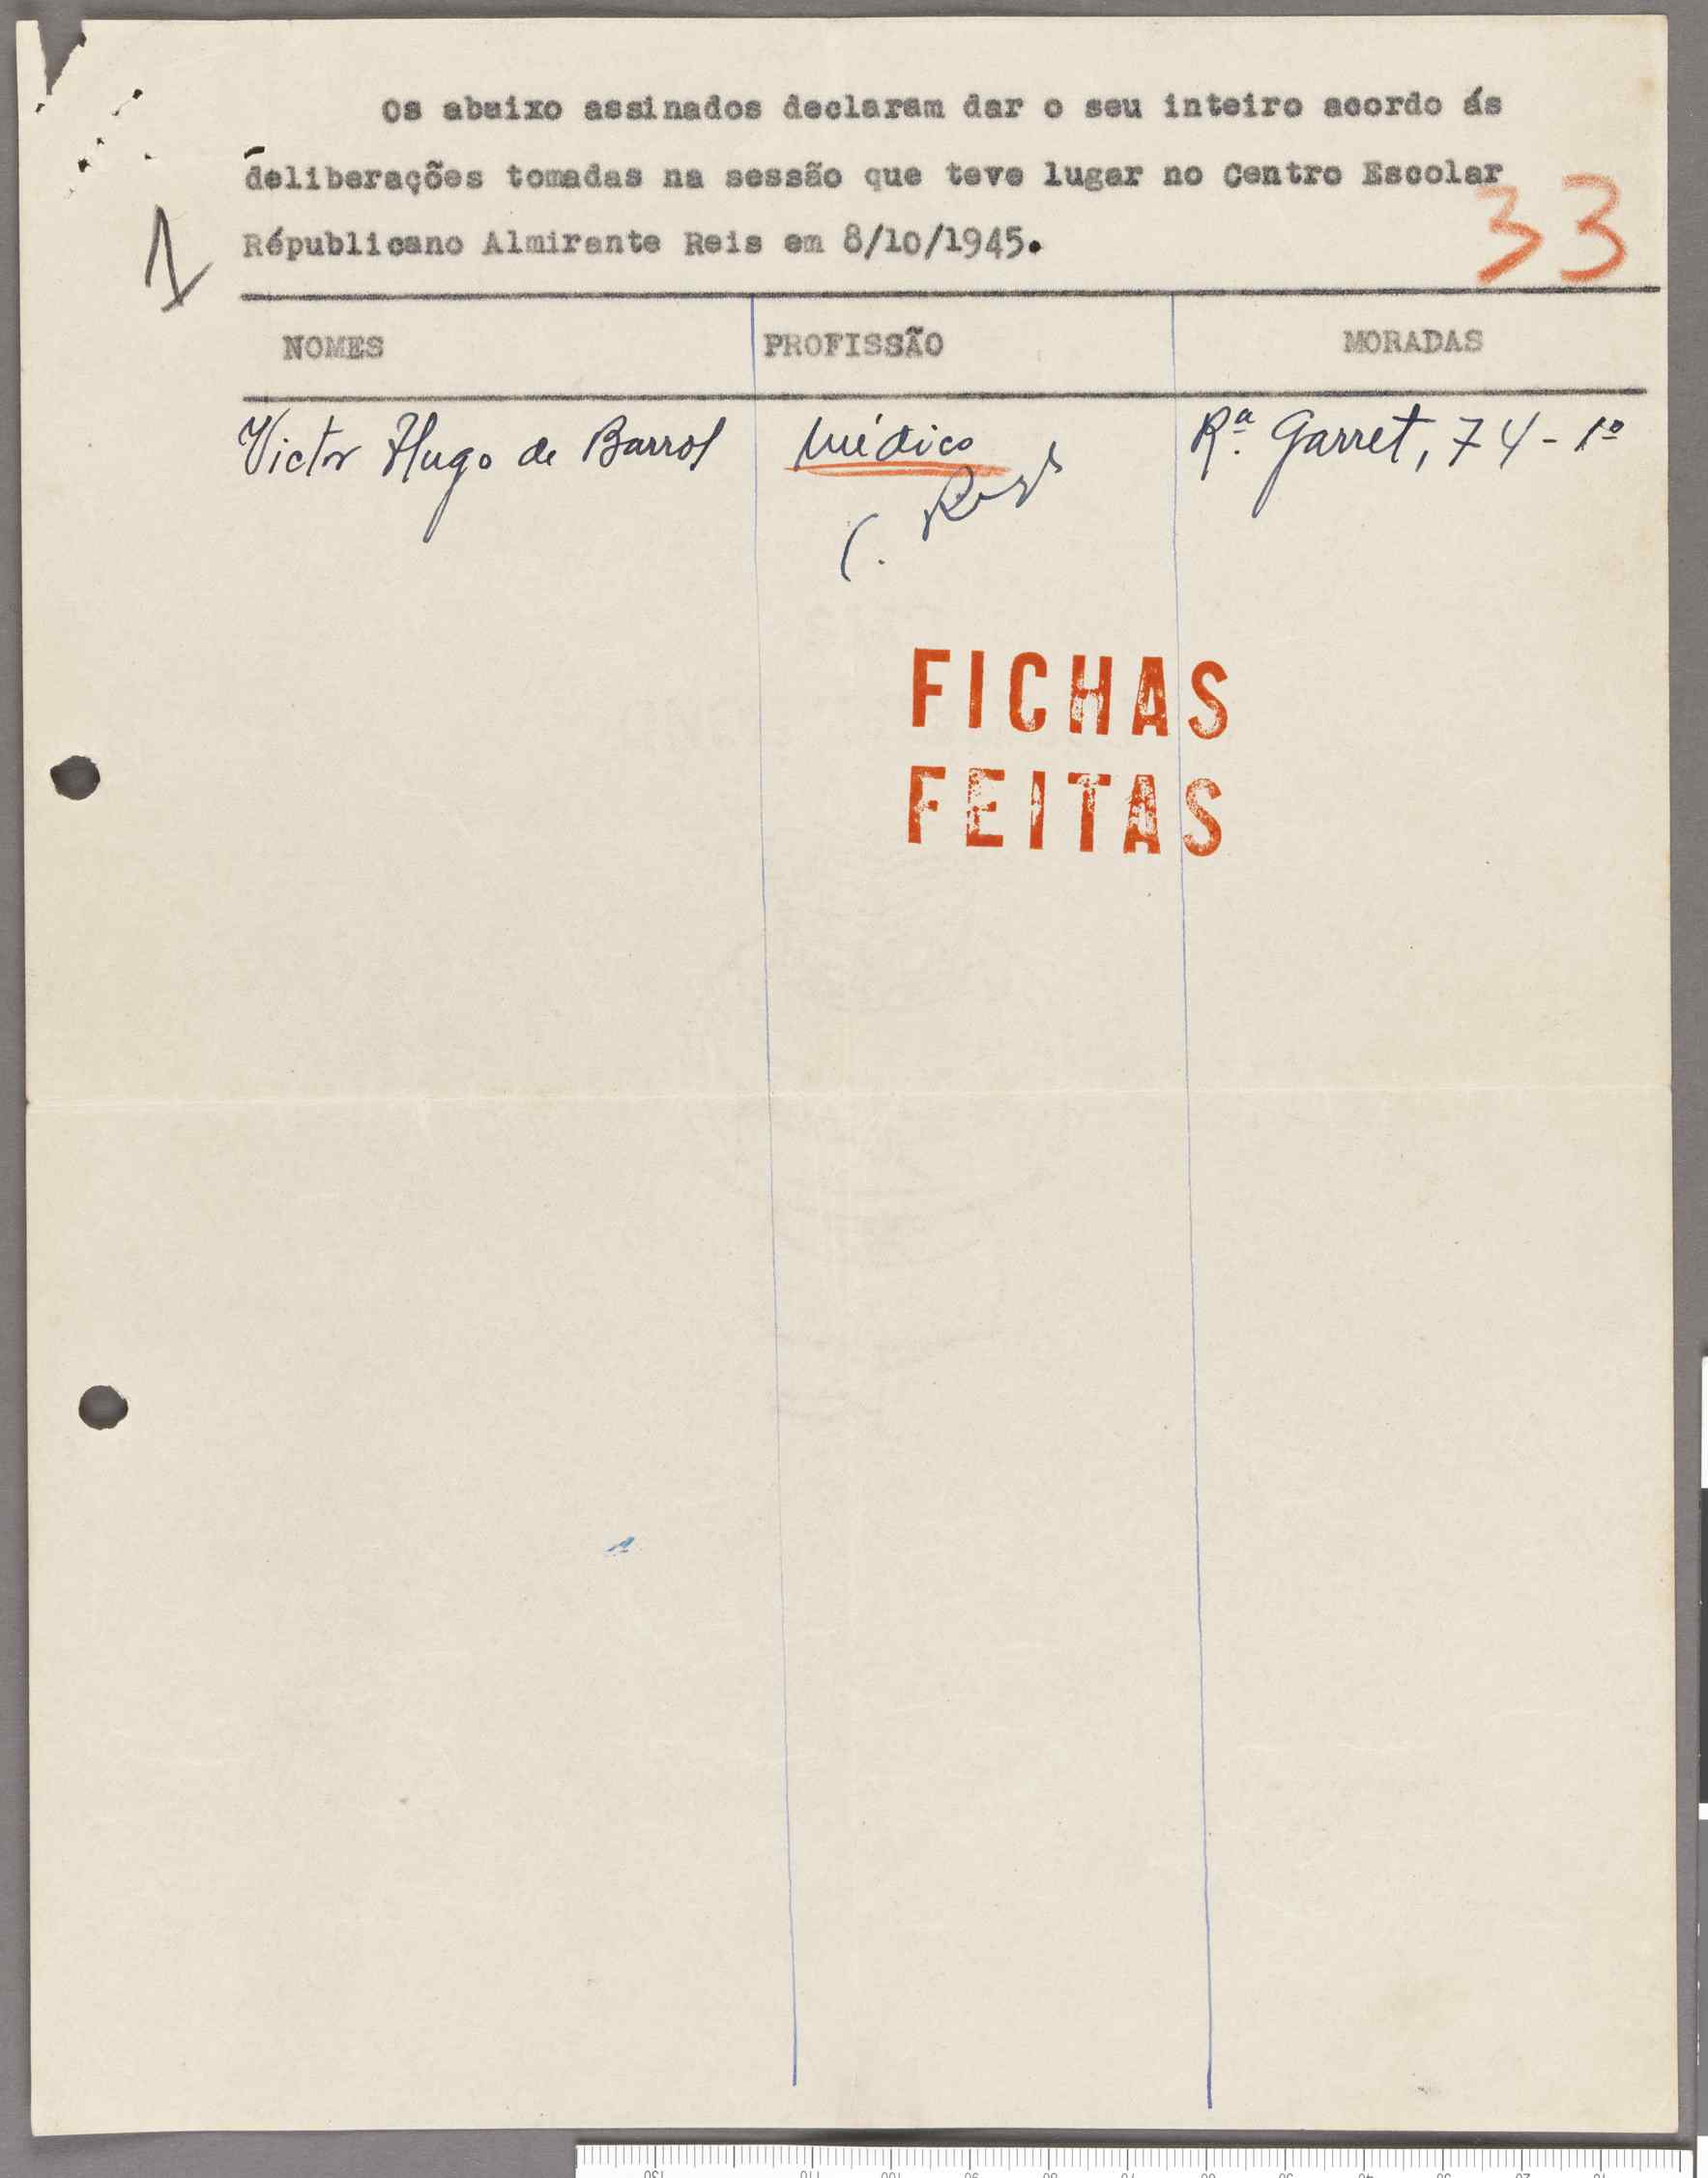 Os abaixo assinados declaram dar o seu inteiro acordo ás
deliberações tomadas na sessão que teve lugar no Centro Escolar
Républicano Almirante Reis em 8/10/1945.
1
33
NOMES PROFISSÃO MORADAS
Victor Hugo de Barros médico Rª. Garret, 74-1º
FICHAS
FEITAS